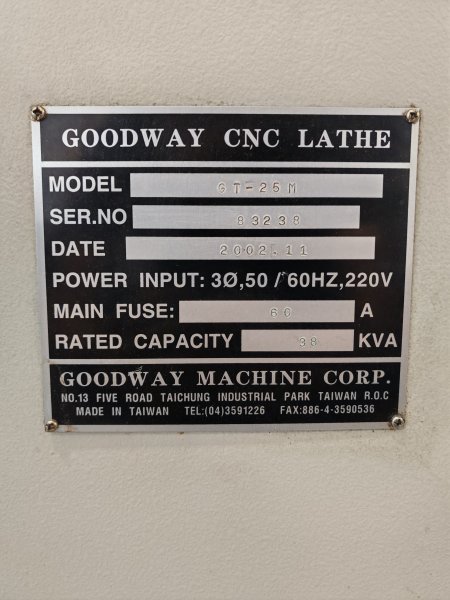 GOODWAY CNC LATHE
MODEL GT-25M
SER.NO 83238
DATE 2002.11
POWER INPUT: 3Ø,50/60HZ,220V
MAIN FUSE: 60 A
RATED CAPACITY 38 KVA
GOODWAY MACHINE CORP.
NO.13 FIVE ROAD TAICHUNG INDUSTRIAL PARK TAIWAN R.O.C
MADE IN TAIWAN TEL:(04)3591226 FAX:886-4-3590536